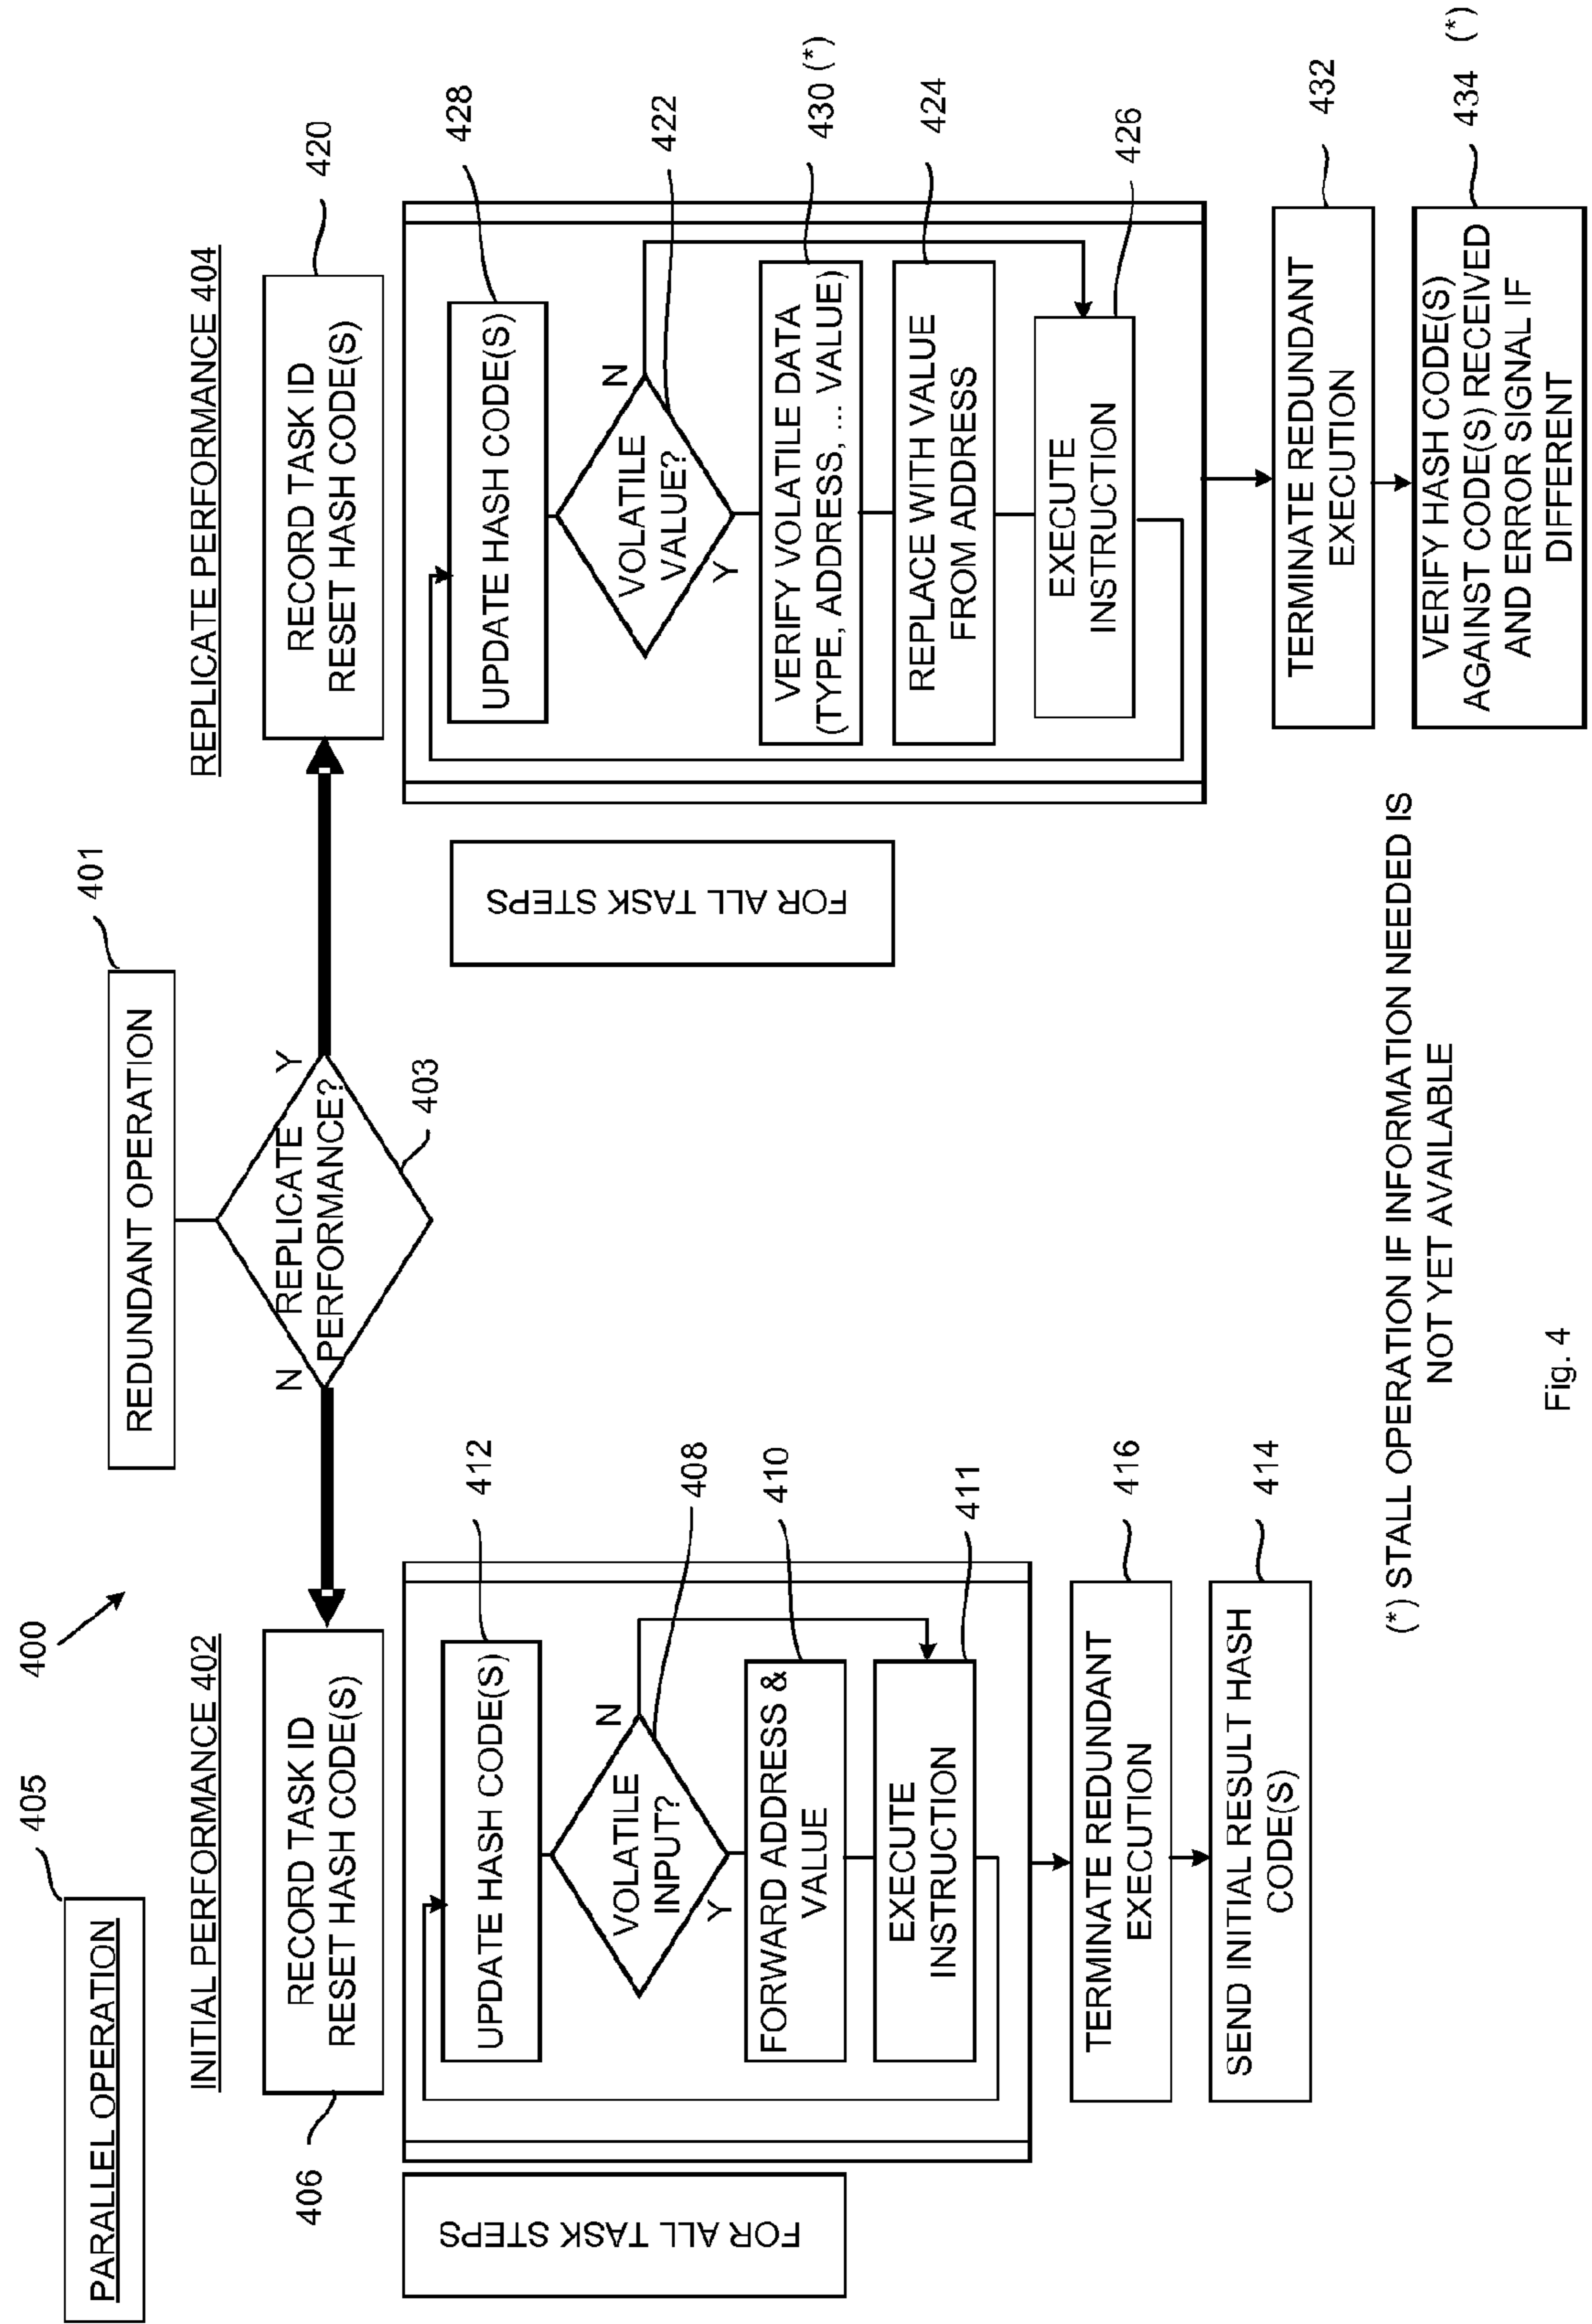 PARALLEL OPERATION
405
400
REDUNDANT OPERATION
401
N
REPLICATE
PERFORMANCE?
Y
403
INITIAL PERFORMANCE 402
RECORD TASK ID
RESET HASH CODE(S)
406
FOR ALL TASK STEPS
UPDATE HASH CODE(S)
412
VOLATILE
INPUT?
N
Y
408
FORWARD ADDRESS &
VALUE
410
EXECUTE
INSTRUCTION
411
TERMINATE REDUNDANT
EXECUTION
416
SEND INITIAL RESULT HASH
CODE(S)
414
REPLICATE PERFORMANCE 404
RECORD TASK ID
RESET HASH CODE(S)
420
FOR ALL TASK STEPS
UPDATE HASH CODE(S)
428
VOLATILE
VALUE?
N
Y
422
VERIFY VOLATILE DATA
(TYPE, ADDRESS, ... VALUE)
430 (*)
REPLACE WITH VALUE
FROM ADDRESS
424
EXECUTE
INSTRUCTION
426
TERMINATE REDUNDANT
EXECUTION
432
VERIFY HASH CODE(S)
AGAINST CODE(S) RECEIVED
AND ERROR SIGNAL IF
DIFFERENT
434 (*)
(*) STALL OPERATION IF INFORMATION NEEDED IS
NOT YET AVAILABLE
Fig. 4